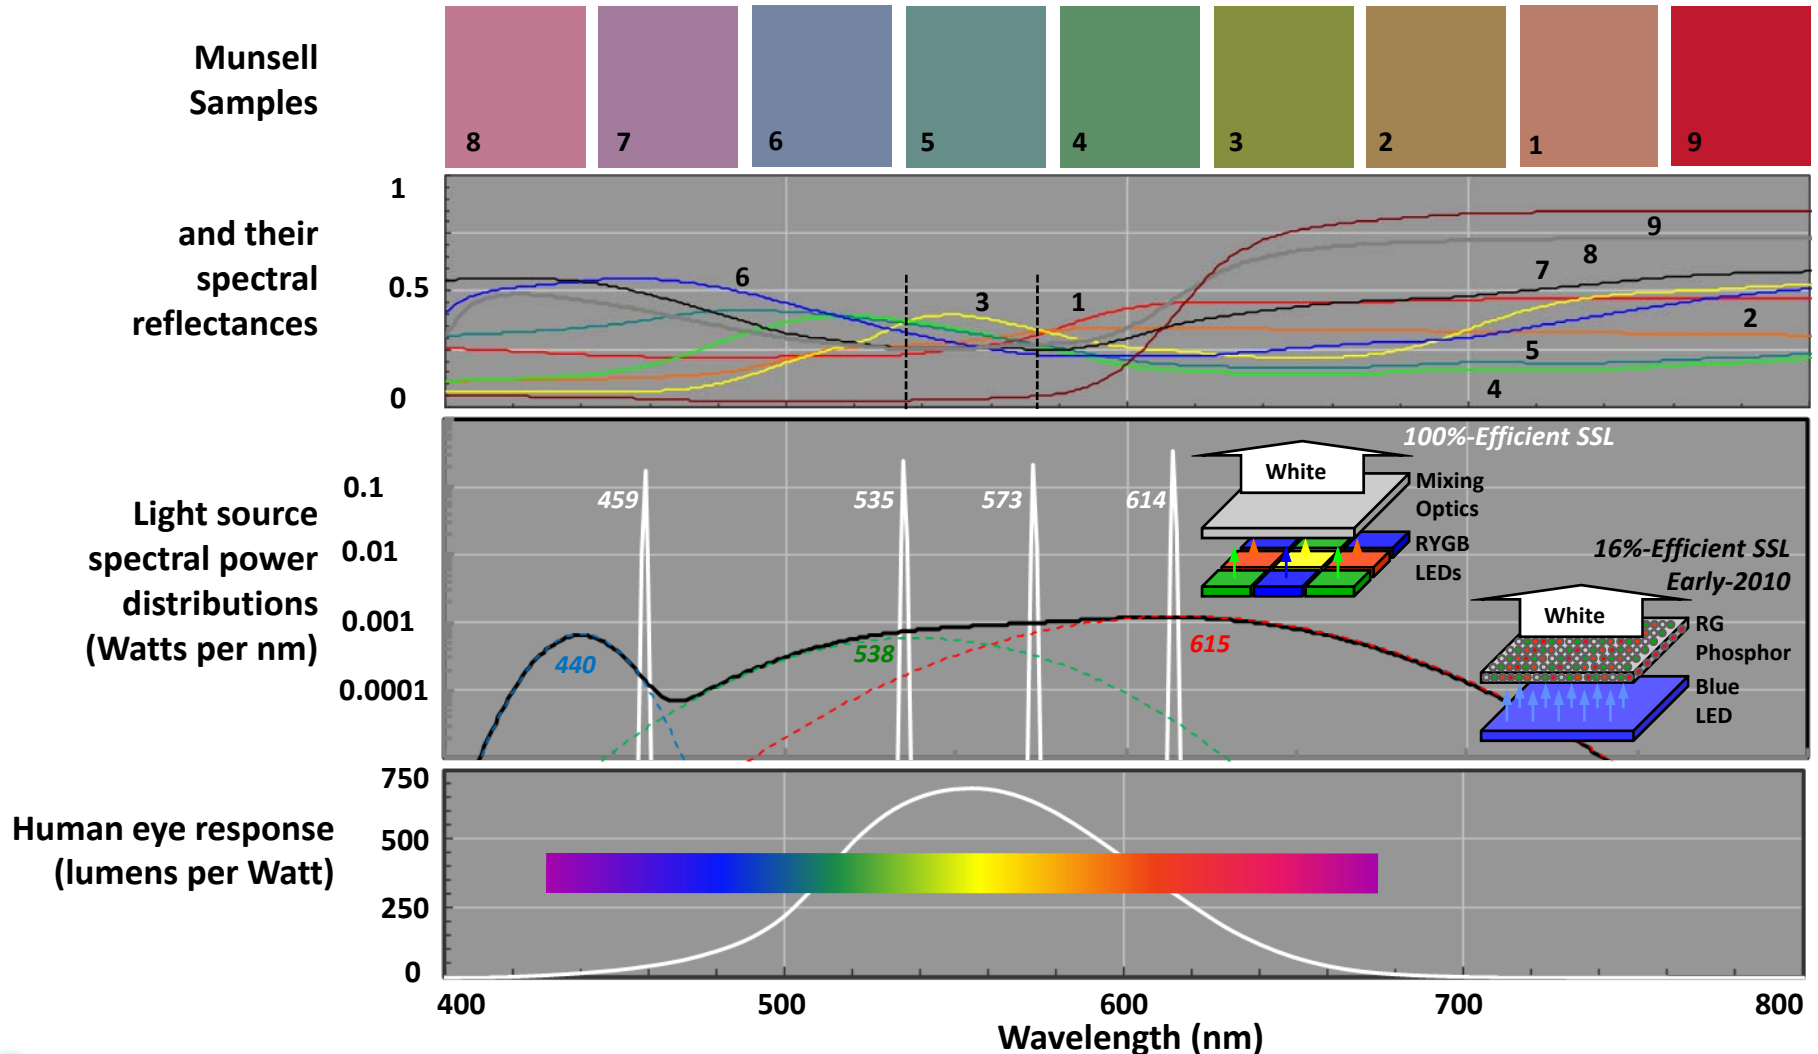 Munsell
Samples
8
7
6
5
4
3
2
1
9
and their
spectral
reflectances
1
0.5
0
6
3
1
9
8
7
2
5
4
Light source
spectral power
distributions
(Watts per nm)
0.1
0.01
0.001
0.0001
459
535
573
614
440
538
615
100%-Efficient SSL
White
Mixing
Optics
RYGB
LEDs
16%-Efficient SSL
Early-2010
White
RG
Phosphor
Blue
LED
Human eye response
(lumens per Watt)
750
500
250
0
400
500
600
700
800
Wavelength (nm)